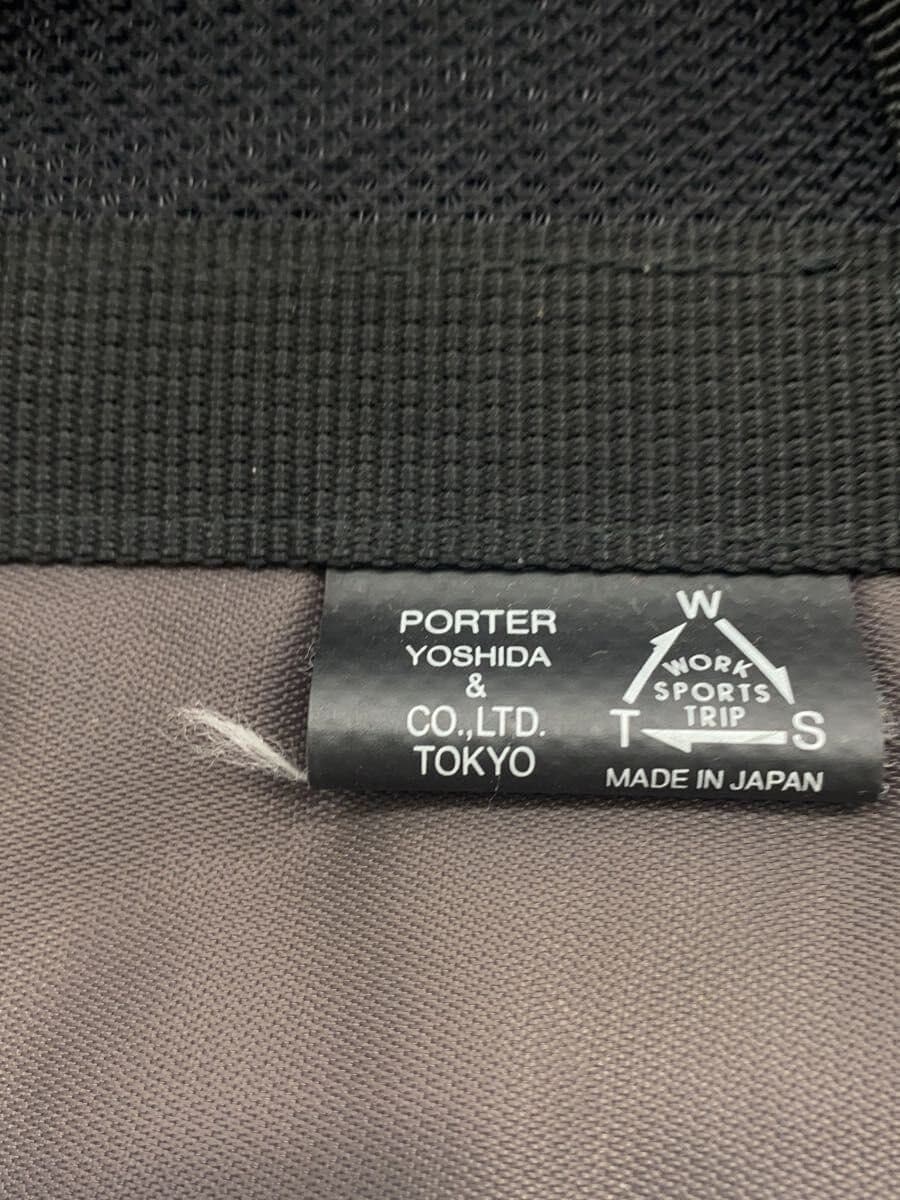 PORTER
YOSHIDA
&
CO.,LTD.
TOKYO
W
WORK
SPORTS
TRIP
T S
MADE IN JAPAN